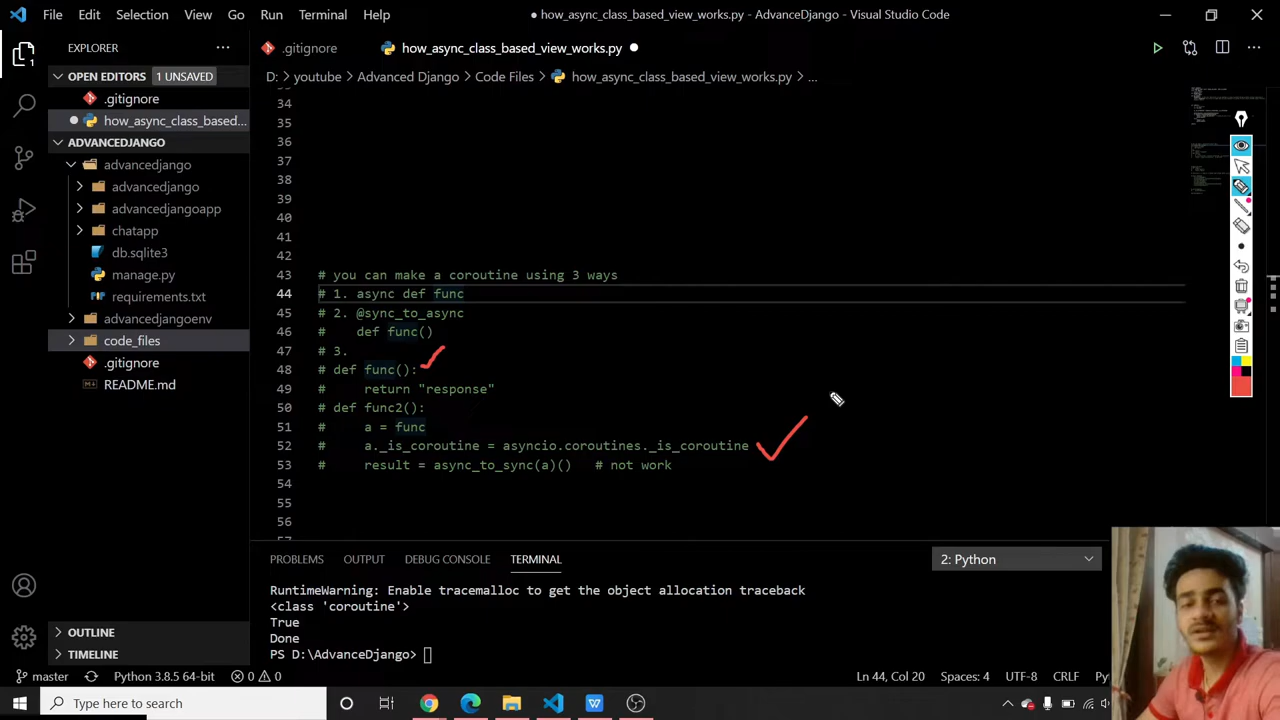 File Edit Selection View Go Run Terminal Help
● how_async_class_based_view_works.py - AdvanceDjango - Visual Studio Code
EXPLORER
OPEN EDITORS 1 UNSAVED
.gitignore
how_async_class_based...
ADVANCEDJANGO
advancedjango
advancedjango
advancedjangoapp
chatapp
db.sqlite3
manage.py
requirements.txt
advancedjangoenv
code_files
.gitignore
README.md
OUTLINE
TIMELINE
.gitignore
how_async_class_based_view_works.py
D: > youtube > Advanced Django > Code Files > how_async_class_based_view_works.py > ...
34
35
36
37
38
39
40
41
42
43 # you can make a coroutine using 3 ways
44 # 1. async def func
45 # 2. @sync_to_async
46 #    def func()
47 # 3.
48 # def func():
49 #     return "response"
50 # def func2():
51 #     a = func
52 #     a._is_coroutine = asyncio.coroutines._is_coroutine
53 #     result = async_to_sync(a)()   # not work
54
55
56
PROBLEMS OUTPUT DEBUG CONSOLE TERMINAL 2: Python
RuntimeWarning: Enable tracemalloc to get the object allocation traceback
<class 'coroutine'>
True
Done
PS D:\AdvanceDjango>
master Python 3.8.5 64-bit 0 0 Ln 44, Col 20 Spaces: 4 UTF-8 CRLF Py
Type here to search